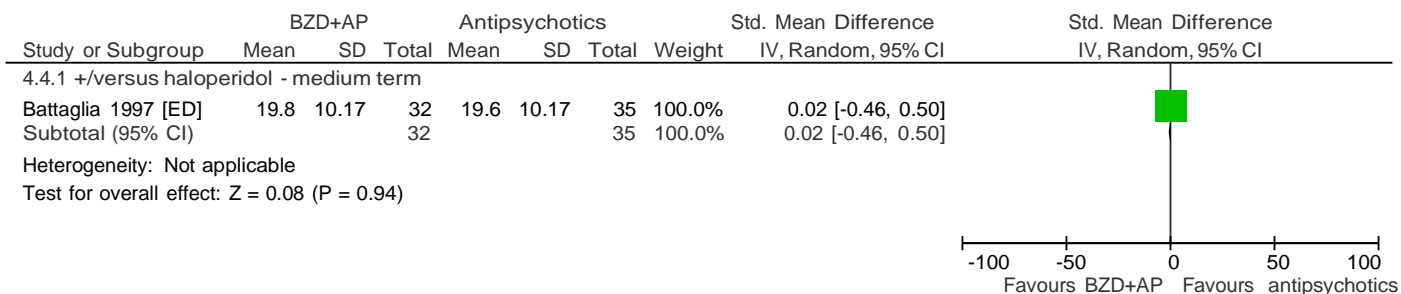 BZD+AP Antipsychotics Std. Mean Difference Std. Mean Difference
Study or Subgroup Mean SD Total Mean SD Total Weight IV, Random, 95% CI IV, Random, 95% CI
4.4.1 +/versus haloperidol - medium term
Battaglia 1997 [ED] 19.8 10.17 32 19.6 10.17 35 100.0% 0.02 [-0.46, 0.50]
Subtotal (95% CI) 32 35 100.0% 0.02 [-0.46, 0.50]
Heterogeneity: Not applicable
Test for overall effect: Z = 0.08 (P = 0.94)
-100 -50 0 50 100
Favours BZD+AP Favours antipsychotics